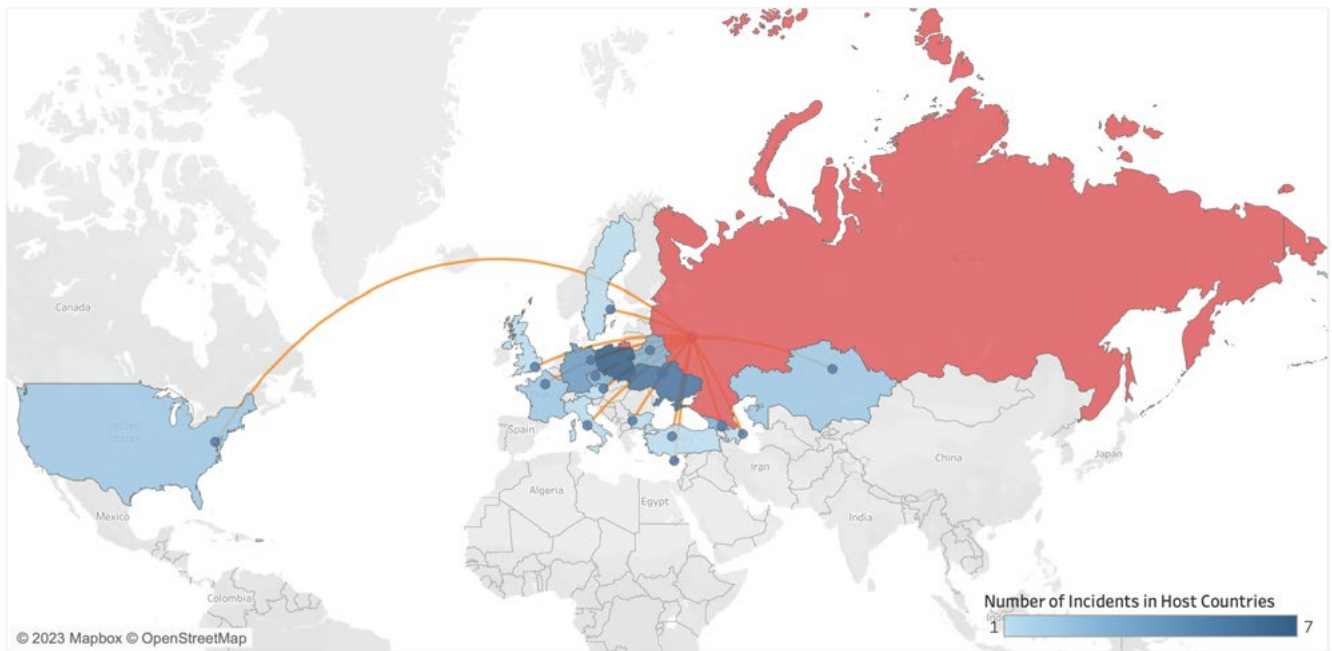 Canada
United
States
Mexico
Colombia
Spain
Algeria
Egypt
Iran
India
China
Japan
Number of Incidents in Host Countries
1
7
© 2023 Mapbox © OpenStreetMap